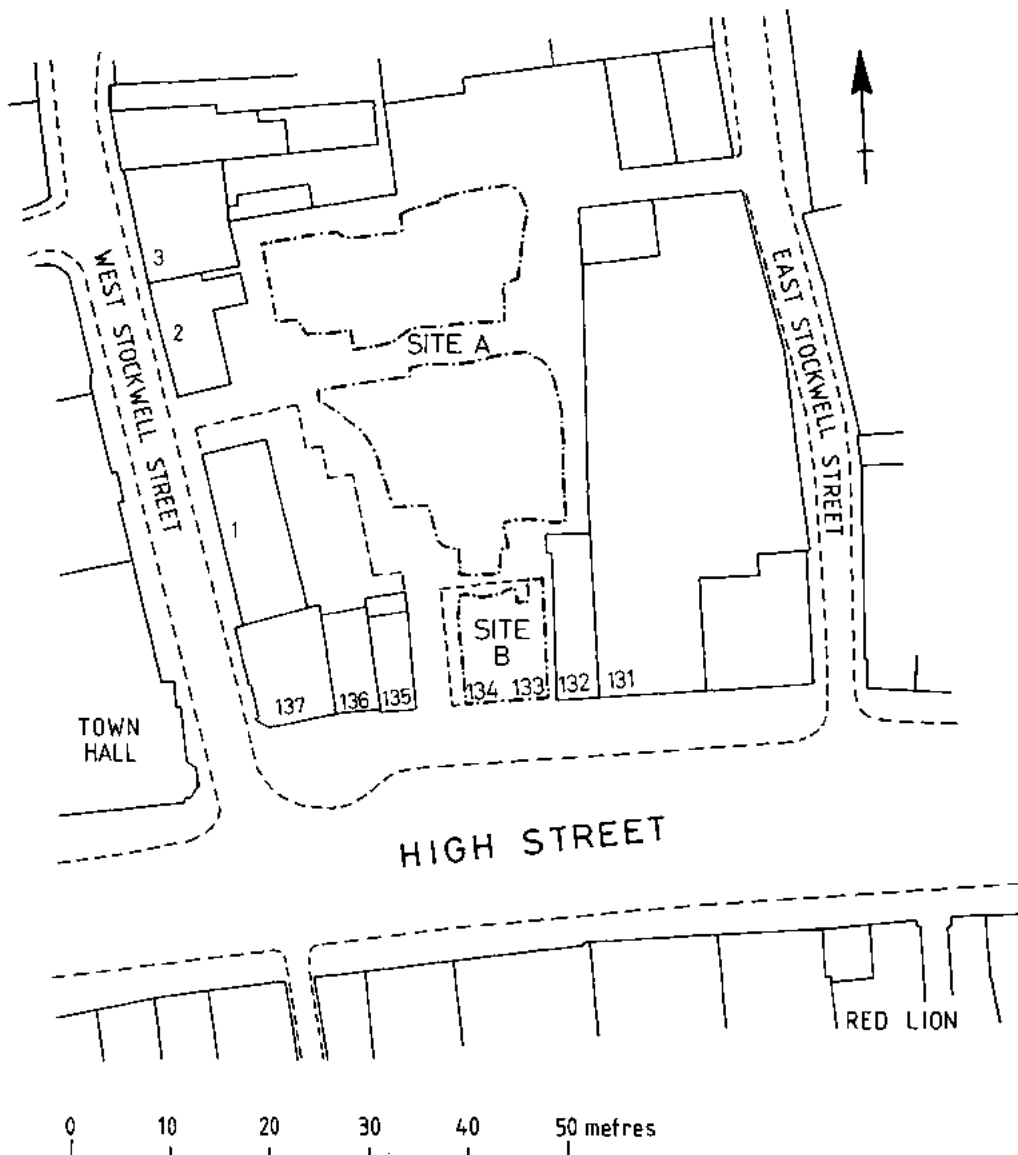 3
WEST STOCKWELL STREET
EAST STOCKWELL STREET
2
SITE A
1
SITE
B
137 136 135 134 133 132 131
TOWN
HALL
HIGH STREET
RED LION
0 10 20 30 40 50 metres